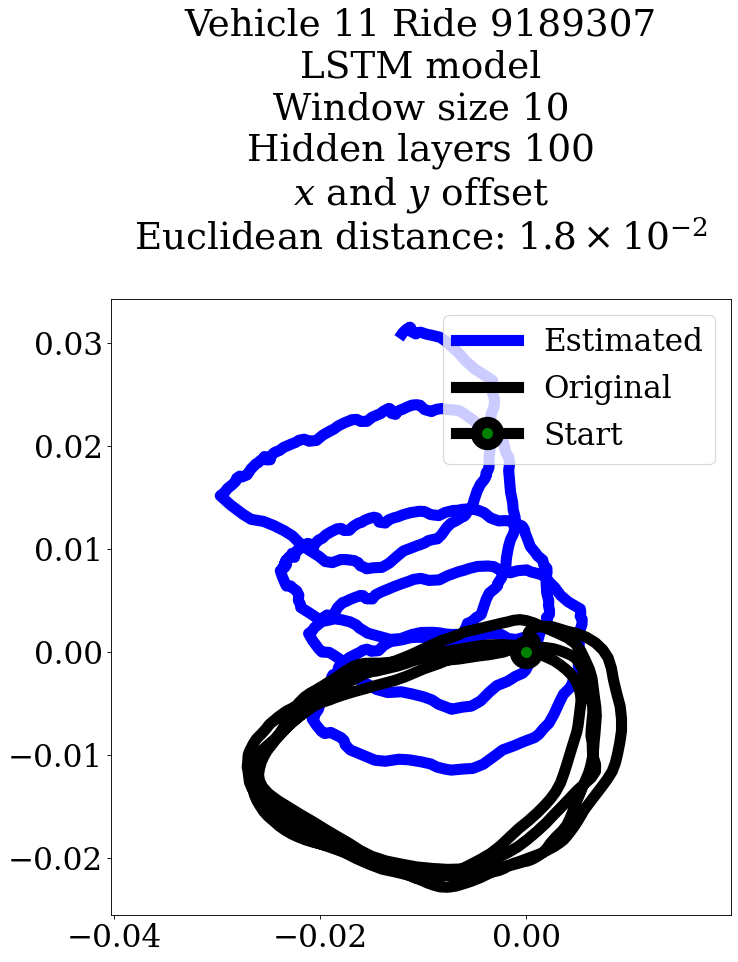 Vehicle 11 Ride 9189307
LSTM model
Window size 10
Hidden layers 100
x and y offset
Euclidean distance: 1.8 × 10⁻²
Estimated
Original
Start
0.03
0.02
0.01
0.00
−0.01
−0.02
−0.04
−0.02
0.00